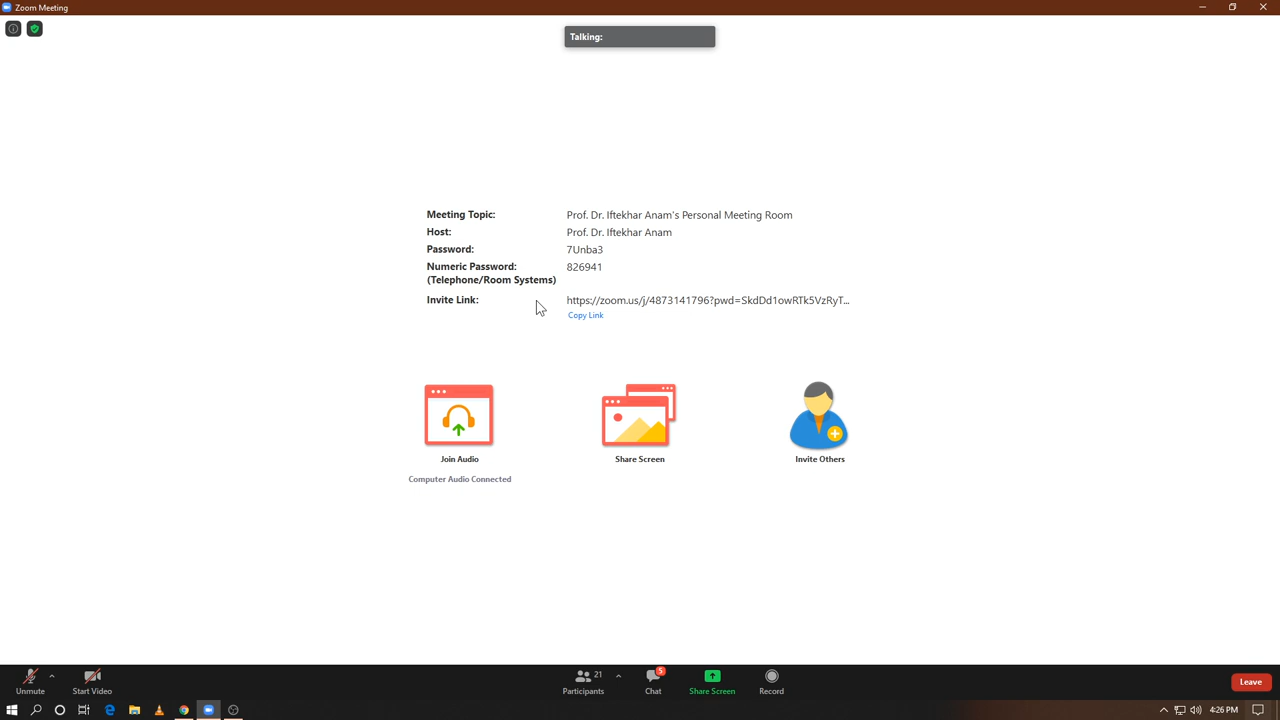 Zoom Meeting
Talking:
Meeting Topic: Prof. Dr. Iftekhar Anam's Personal Meeting Room
Host: Prof. Dr. Iftekhar Anam
Password: 7Unba3
Numeric Password: 826941
(Telephone/Room Systems)
Invite Link: https://zoom.us/j/4873141796?pwd=SkdDd1owRTk5VzRyT...
Copy Link
Join Audio
Share Screen
Invite Others
Computer Audio Connected
21
5
Unmute
Start Video
Participants
Chat
Share Screen
Record
Leave
4:26 PM